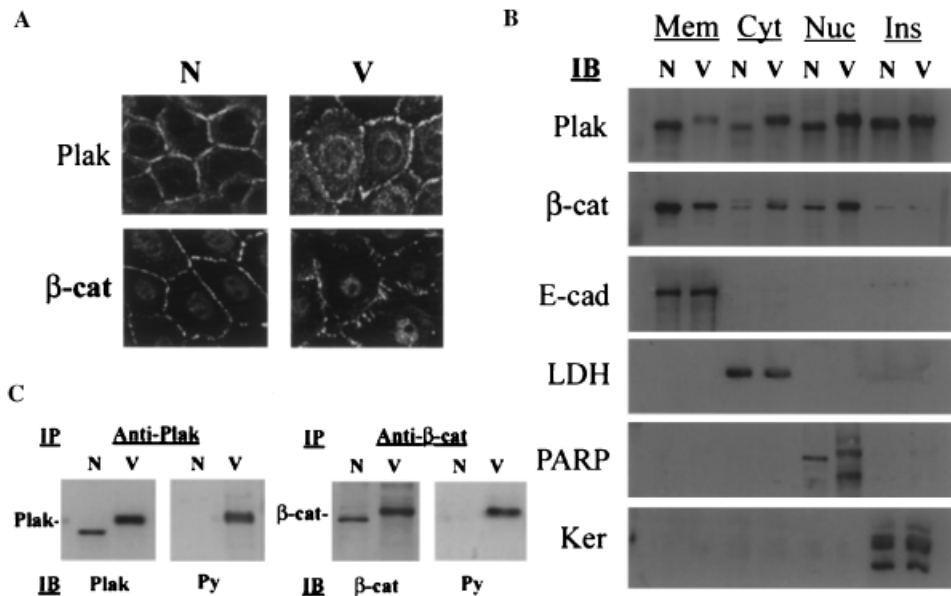 A
N V
Plak
β-cat
B
Mem Cyt Nuc Ins
IB N V N V N V N V
Plak
β-cat
E-cad
LDH
PARP
Ker
C
IP Anti-Plak
N V N V
Plak-
IB Plak Py
IP Anti-β-cat
N V N V
β-cat-
IB β-cat Py